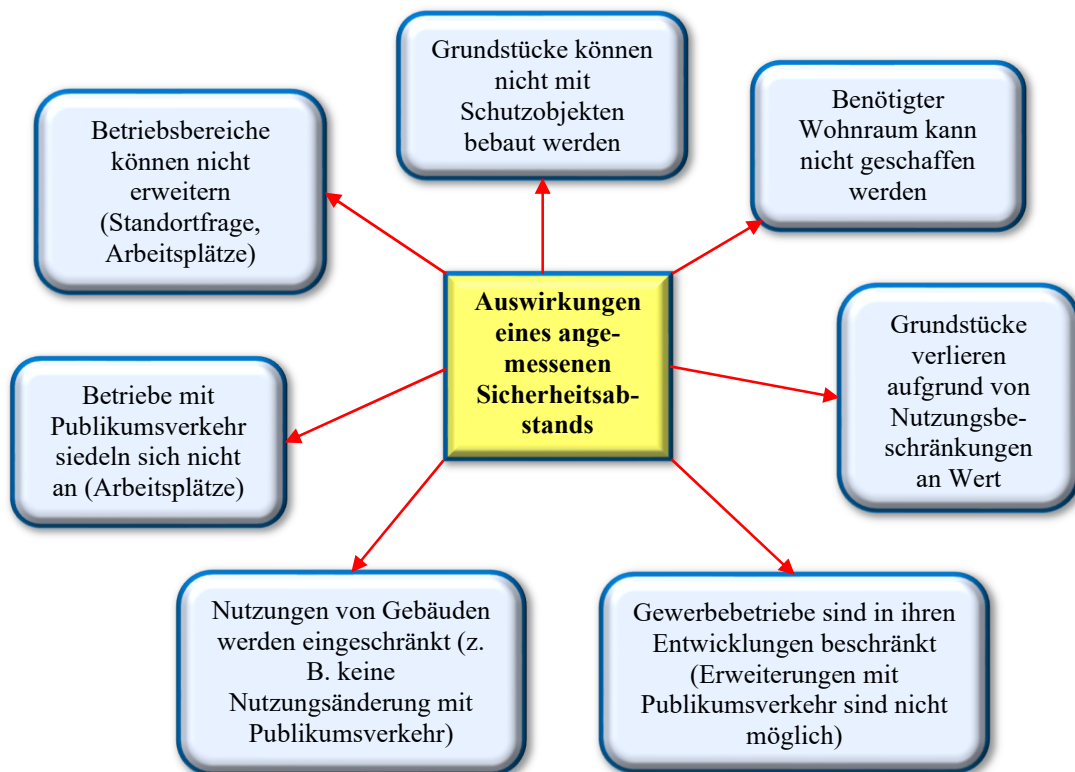 Grundstücke können
nicht mit
Schutzobjekten
bebaut werden
Betriebsbereiche
können nicht
erweitern
(Standortfrage,
Arbeitsplätze)
Benötigter
Wohnraum kann
nicht geschaffen
werden
Auswirkungen
eines ange-
messenen
Sicherheitsab-
stands
Grundstücke
verlieren
aufgrund von
Nutzungsbe-
schränkungen
an Wert
Betriebe mit
Publikumsverkehr
siedeln sich nicht
an (Arbeitsplätze)
Nutzungen von Gebäuden
werden eingeschränkt (z.
B. keine
Nutzungsänderung mit
Publikumsverkehr)
Gewerbebetriebe sind in ihren
Entwicklungen beschränkt
(Erweiterungen mit
Publikumsverkehr sind nicht
möglich)